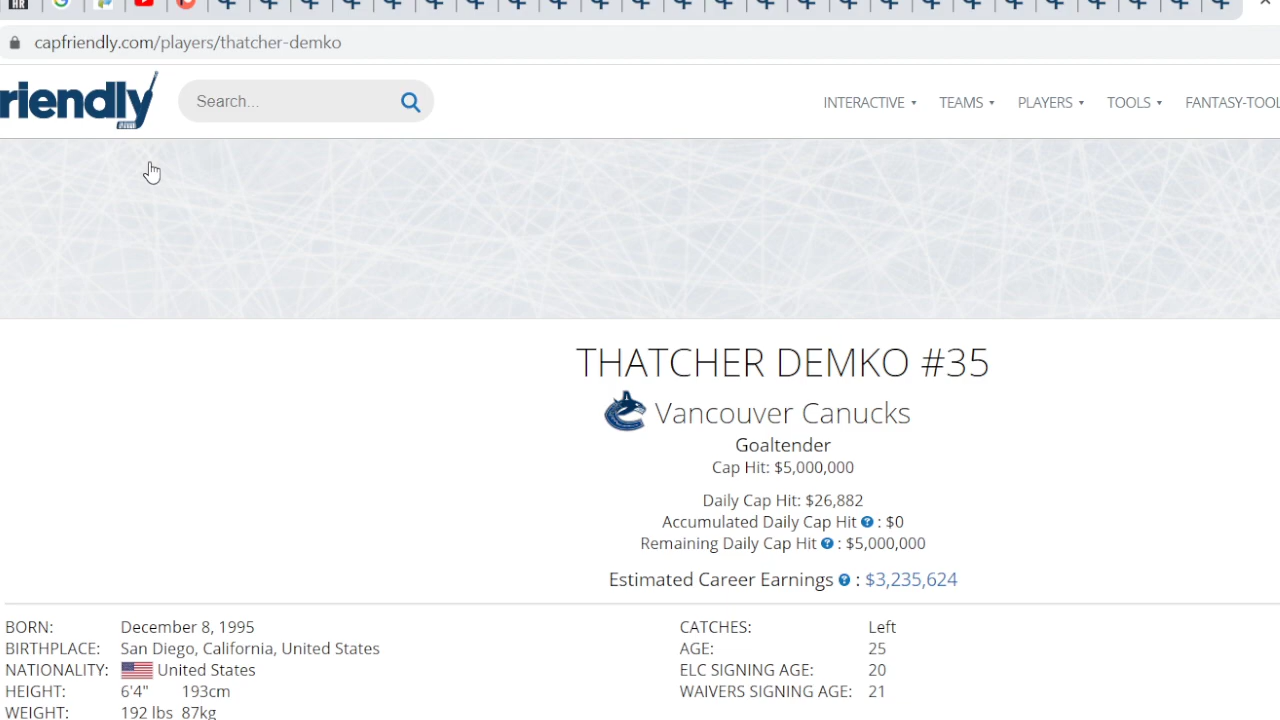 HR
capfriendly.com/players/thatcher-demko
riendly
Search...
INTERACTIVE
TEAMS
PLAYERS
TOOLS
FANTASY-TOOL
THATCHER DEMKO #35
Vancouver Canucks
Goaltender
Cap Hit: $5,000,000
Daily Cap Hit: $26,882
Accumulated Daily Cap Hit ? : $0
Remaining Daily Cap Hit ? : $5,000,000
Estimated Career Earnings ? : $3,235,624
BORN: December 8, 1995
BIRTHPLACE: San Diego, California, United States
NATIONALITY: United States
HEIGHT: 6'4" 193cm
WEIGHT: 192 lbs 87kg
CATCHES: Left
AGE: 25
ELC SIGNING AGE: 20
WAIVERS SIGNING AGE: 21